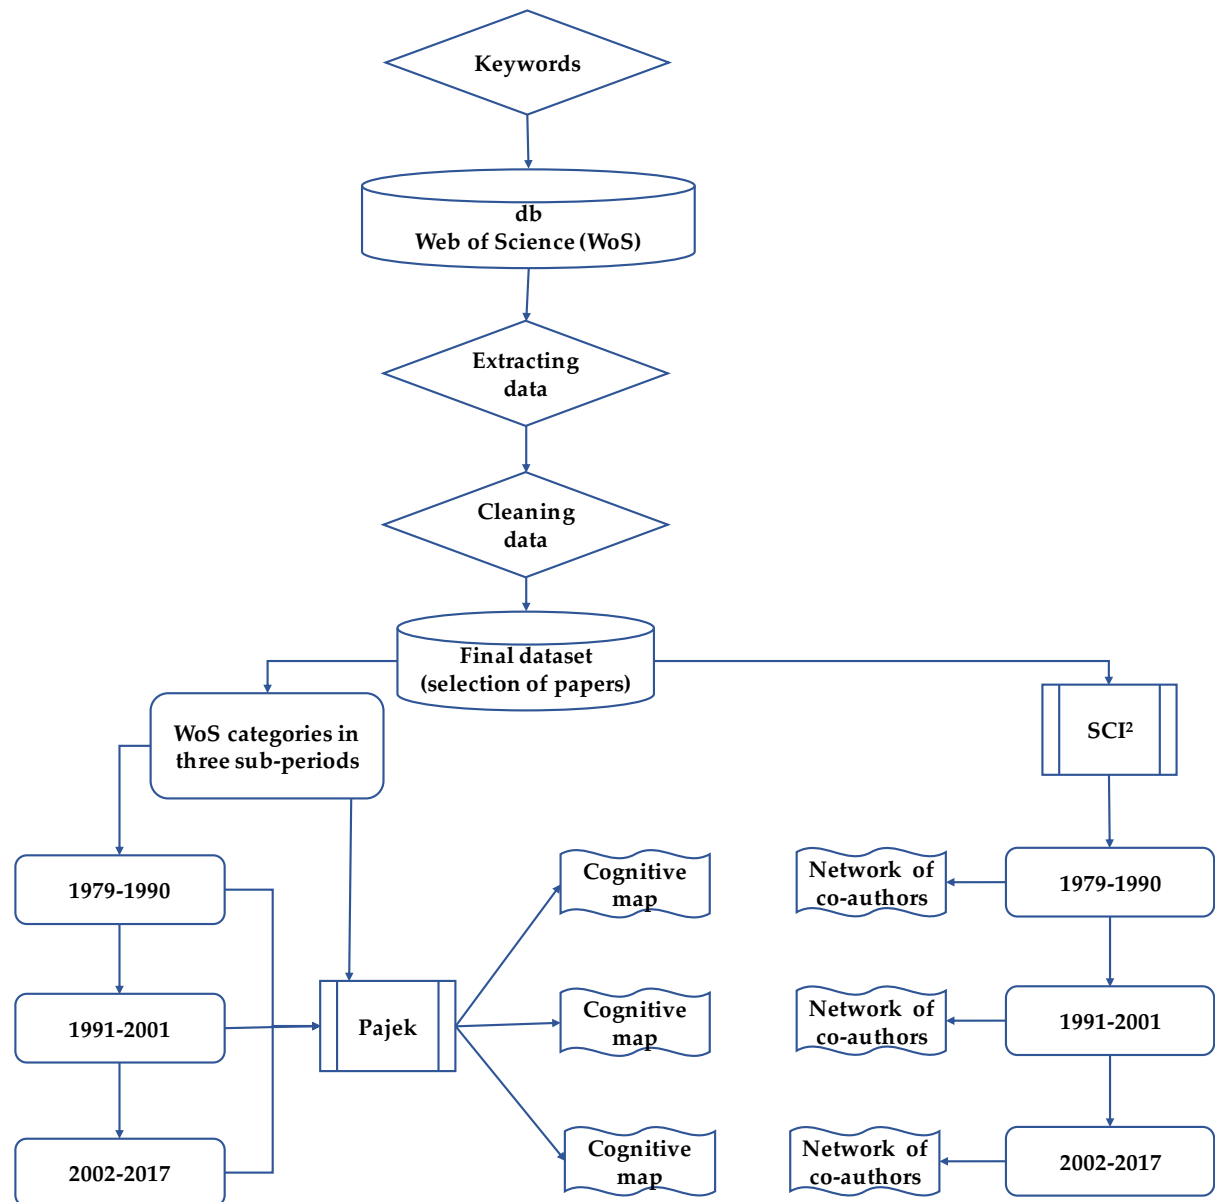 Keywords
db
Web of Science (WoS)
Extracting
data
Cleaning
data
Final dataset
(selection of papers)
WoS categories in
three sub-periods
SCI²
1979-1990
Cognitive
map
Network of
co-authors
1979-1990
1991-2001
Pajek
Cognitive
map
Network of
co-authors
1991-2001
2002-2017
Cognitive
map
Network of
co-authors
2002-2017